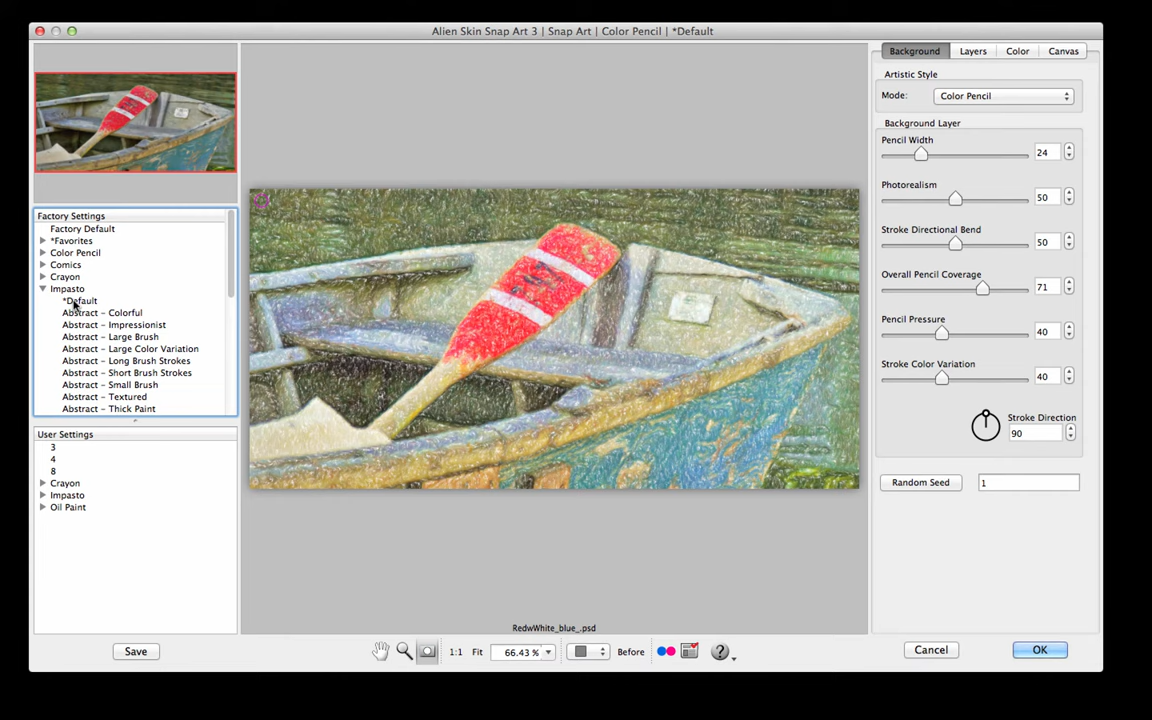 Alien Skin Snap Art 3 | Snap Art | Color Pencil | *Default
Factory Settings
Factory Default
*Favorites
Color Pencil
Comics
Crayon
Impasto
*Default
Abstract – Colorful
Abstract – Impressionist
Abstract – Large Brush
Abstract – Large Color Variation
Abstract – Long Brush Strokes
Abstract – Short Brush Strokes
Abstract – Small Brush
Abstract – Textured
Abstract – Thick Paint
User Settings
3
4
8
Crayon
Impasto
Oil Paint
Save
RedwWhite_blue_.psd
1:1 Fit 66.43 % Before ?
Background Layers Color Canvas
Artistic Style
Mode: Color Pencil
Background Layer
Pencil Width
24
Photorealism
50
Stroke Directional Bend
50
Overall Pencil Coverage
71
Pencil Pressure
40
Stroke Color Variation
40
Stroke Direction
90
Random Seed 1
Cancel OK